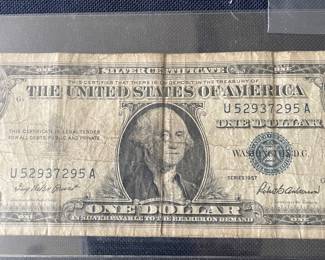 SILVER CERTIFICATE
THIS CERTIFIES THAT THERE IS ON DEPOSIT IN THE TREASURY OF
THE UNITED STATES OF AMERICA
U 52937295 A
ONE DOLLAR
THIS CERTIFICATE IS LEGAL TENDER
FOR ALL DEBTS, PUBLIC AND PRIVATE
WASHINGTON, D.C.
U 52937295 A
SERIES 1957
ONE DOLLAR
IN SILVER PAYABLE TO THE BEARER ON DEMAND